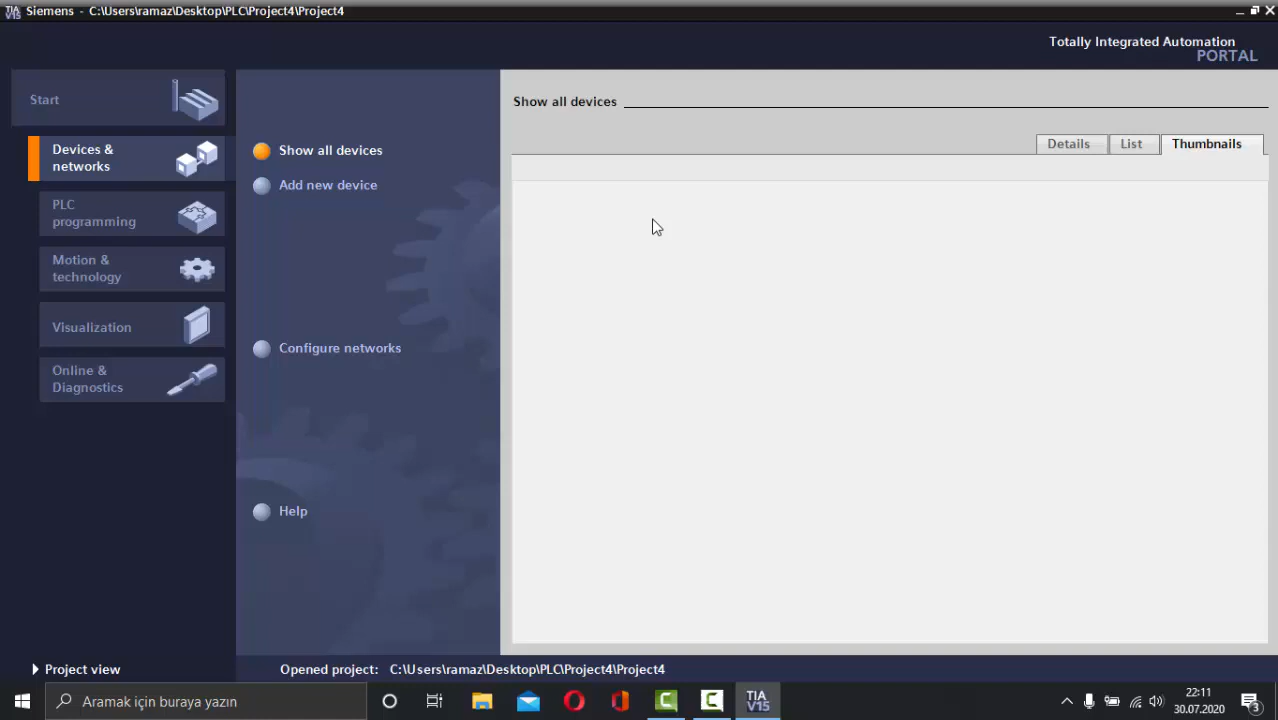 Siemens - C:\Users\ramaz\Desktop\PLC\Project4\Project4
Totally Integrated Automation
PORTAL
Start
Devices &
networks
PLC
programming
Motion &
technology
Visualization
Online &
Diagnostics
Show all devices
Add new device
Configure networks
Help
Show all devices
Details
List
Thumbnails
Project view
Opened project: C:\Users\ramaz\Desktop\PLC\Project4\Project4
Aramak için buraya yazın
TIA
V15
22:11
30.07.2020
3